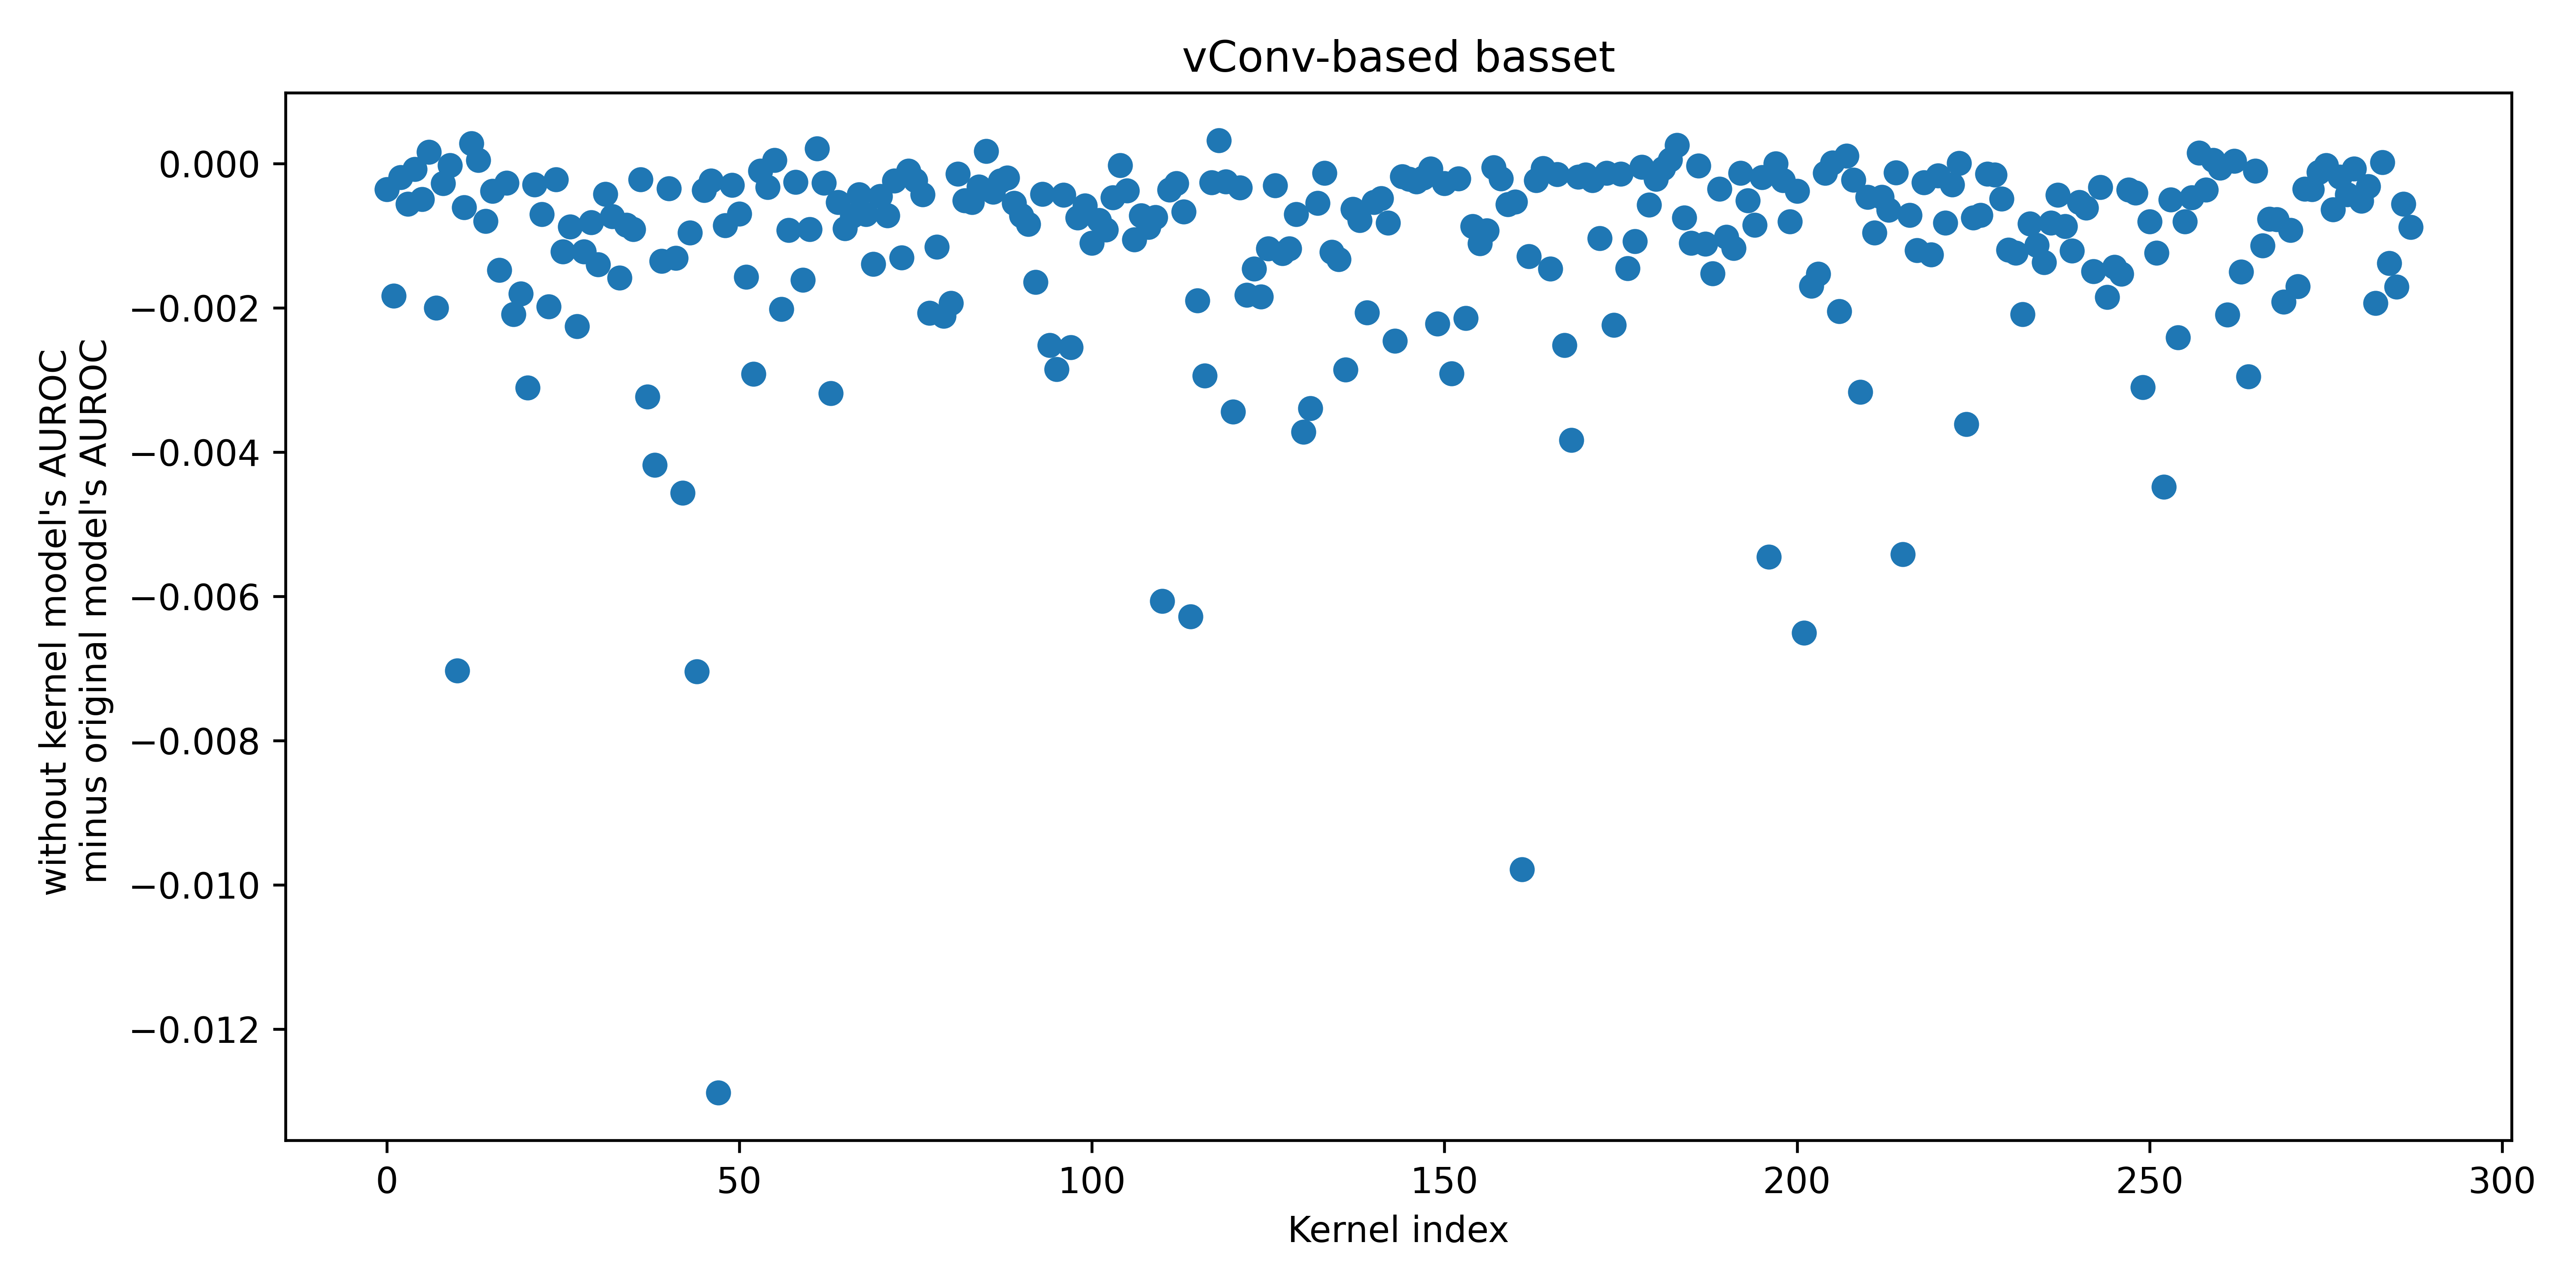 vConv-based basset
0.000
−0.002
−0.004
−0.006
−0.008
−0.010
−0.012
without kernel model's AUROC
minus original model's AUROC
0 50 100 150 200 250 300
Kernel index